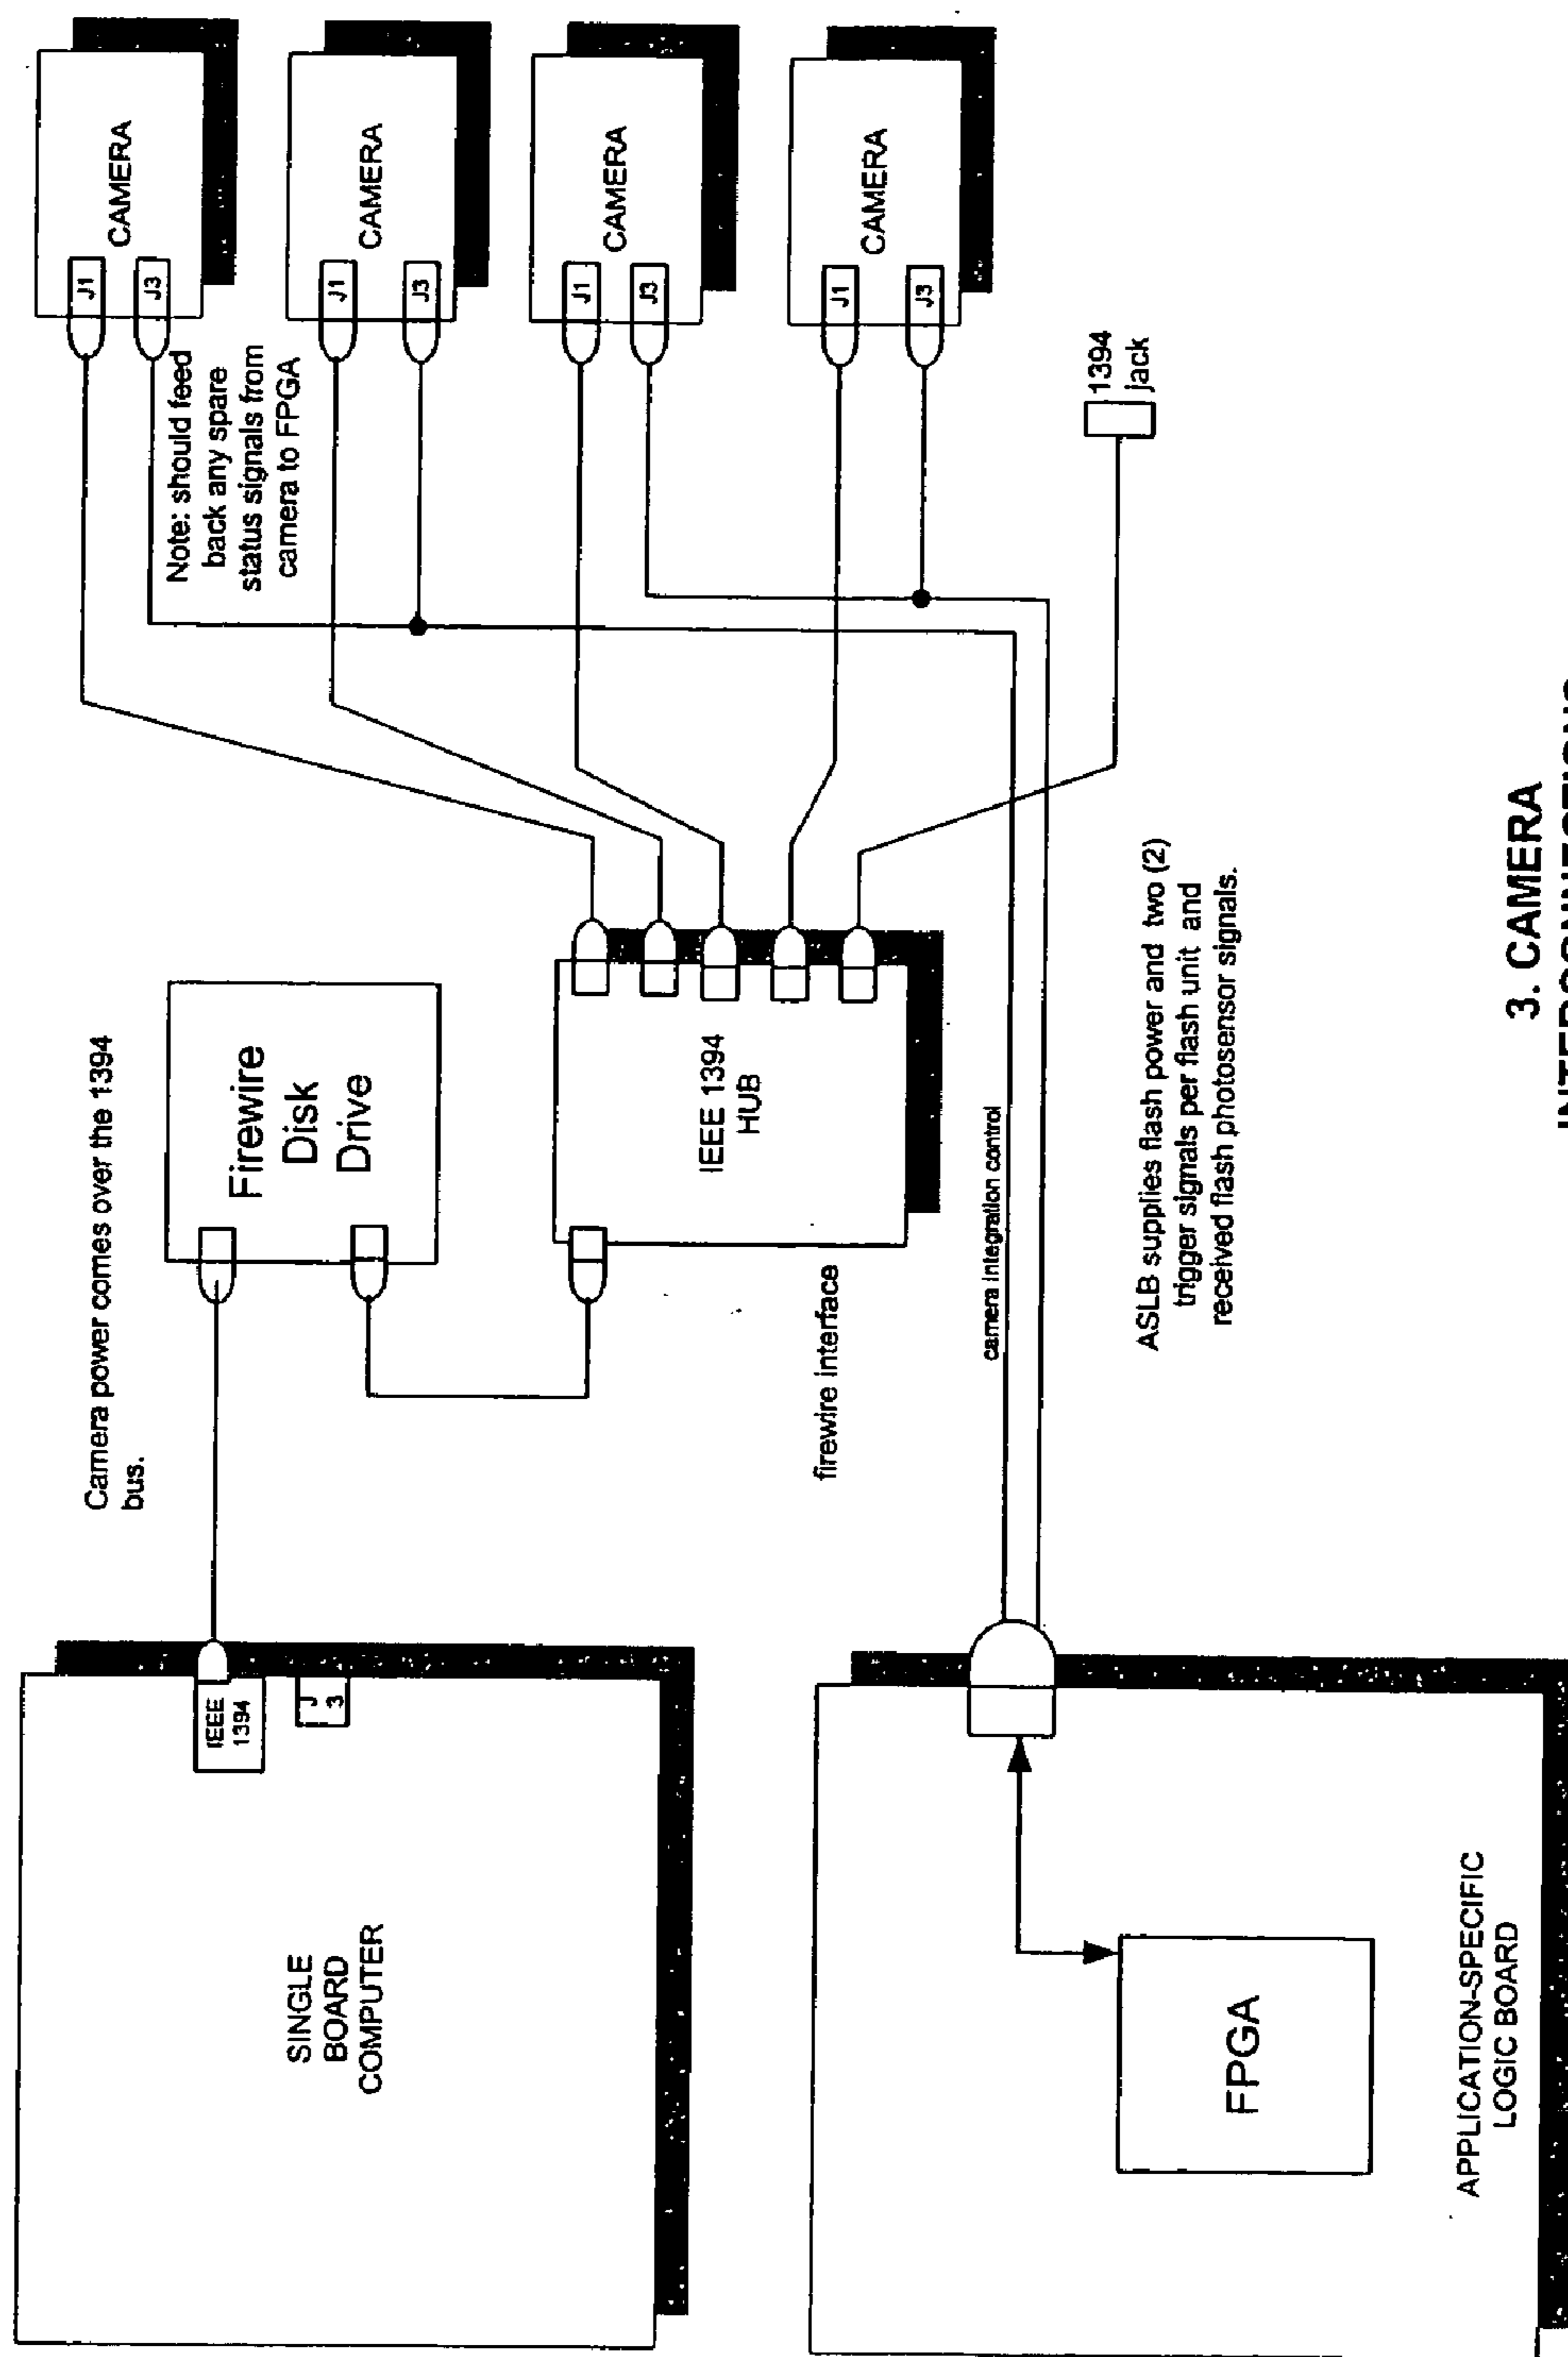 Camera power comes over the 1394
bus.
SINGLE
BOARD
COMPUTER
IEEE
1394
J
3
Firewire
Disk
Drive
IEEE 1394
HUB
firewire interface
CAMERA
J1
J3
Note: should feed
back any spare
status signals from
camera to FPGA
CAMERA
J1
J3
CAMERA
J1
J3
CAMERA
J1
J3
1394
jack
camera integration control
ASLB supplies flash power and two (2)
trigger signals per flash unit and
received flash photosensor signals.
FPGA
APPLICATION-SPECIFIC
LOGIC BOARD
3. CAMERA
INTERCONNECTIONS